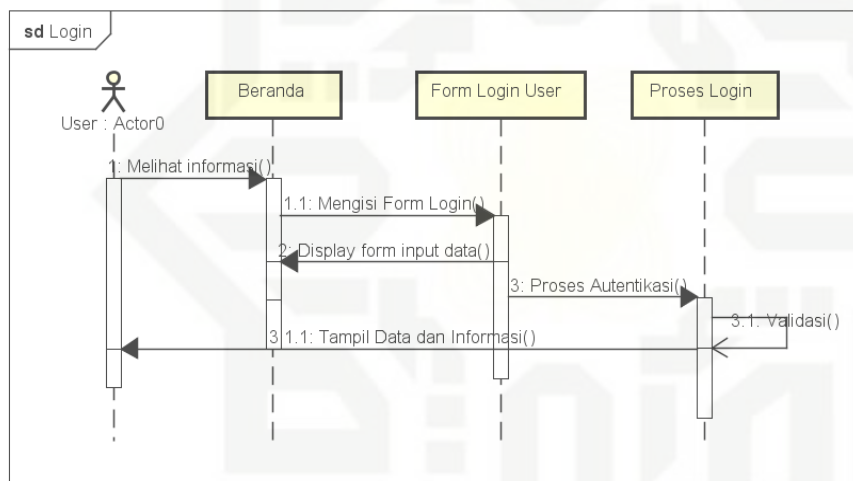 sd Login
Beranda
Form Login User
Proses Login
User : Actor0
1: Melihat informasi()
1.1: Mengisi Form Login()
2: Display form input data()
3: Proses Autentikasi()
3.1: Validasi()
3.1.1: Tampil Data dan Informasi()